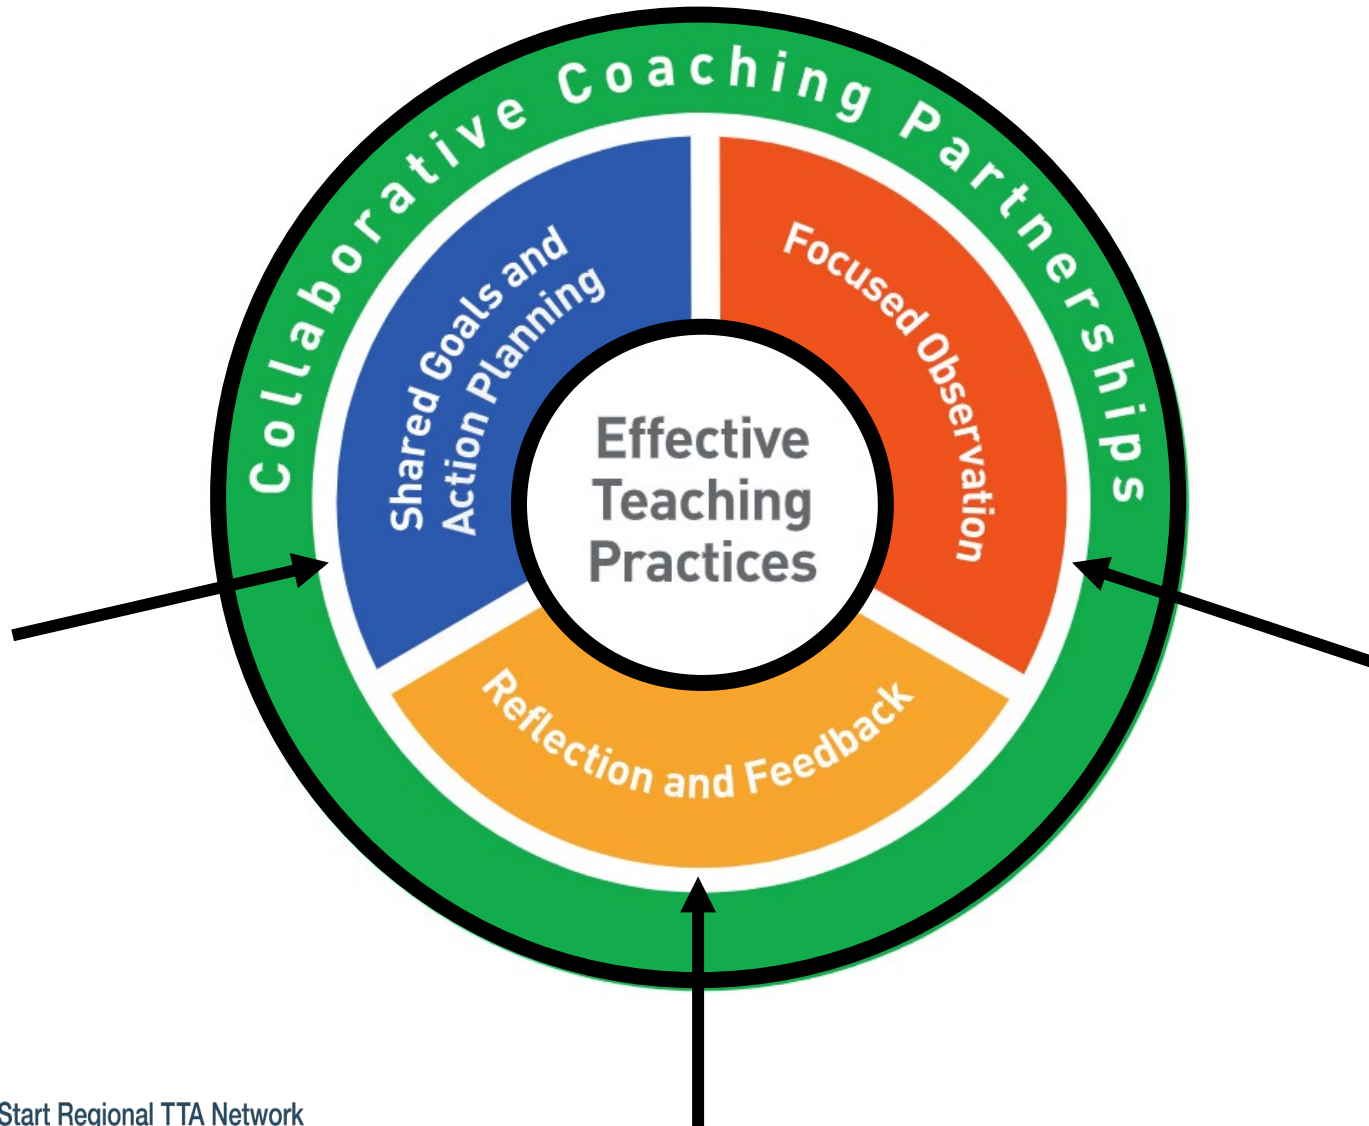 Collaborative Coaching Partnerships
Shared Goals and
Action Planning
Focused Observation
Effective
Teaching
Practices
Reflection and Feedback
Start Regional TTA Network